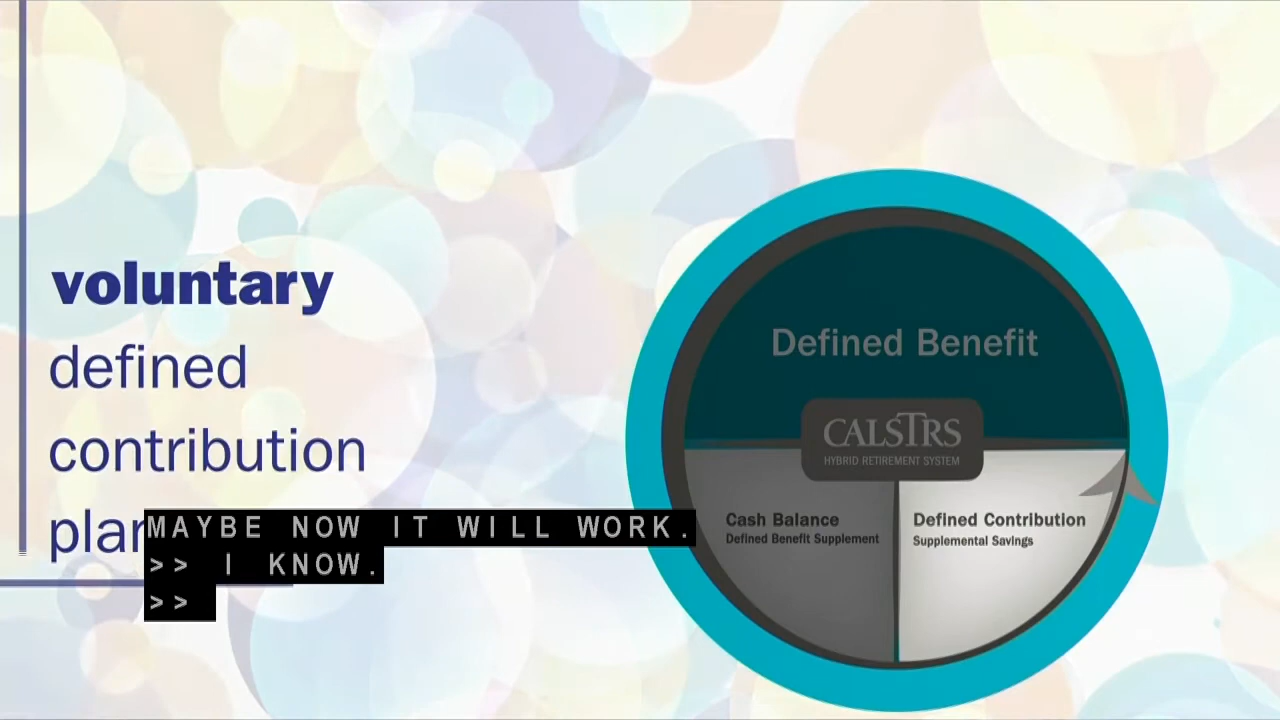 voluntary
defined
contribution
plan
MAYBE NOW IT WILL WORK.
>> I KNOW.
>>
Defined Benefit
CALSTRS
HYBRID RETIREMENT SYSTEM
Cash Balance
Defined Benefit Supplement
Defined Contribution
Supplemental Savings